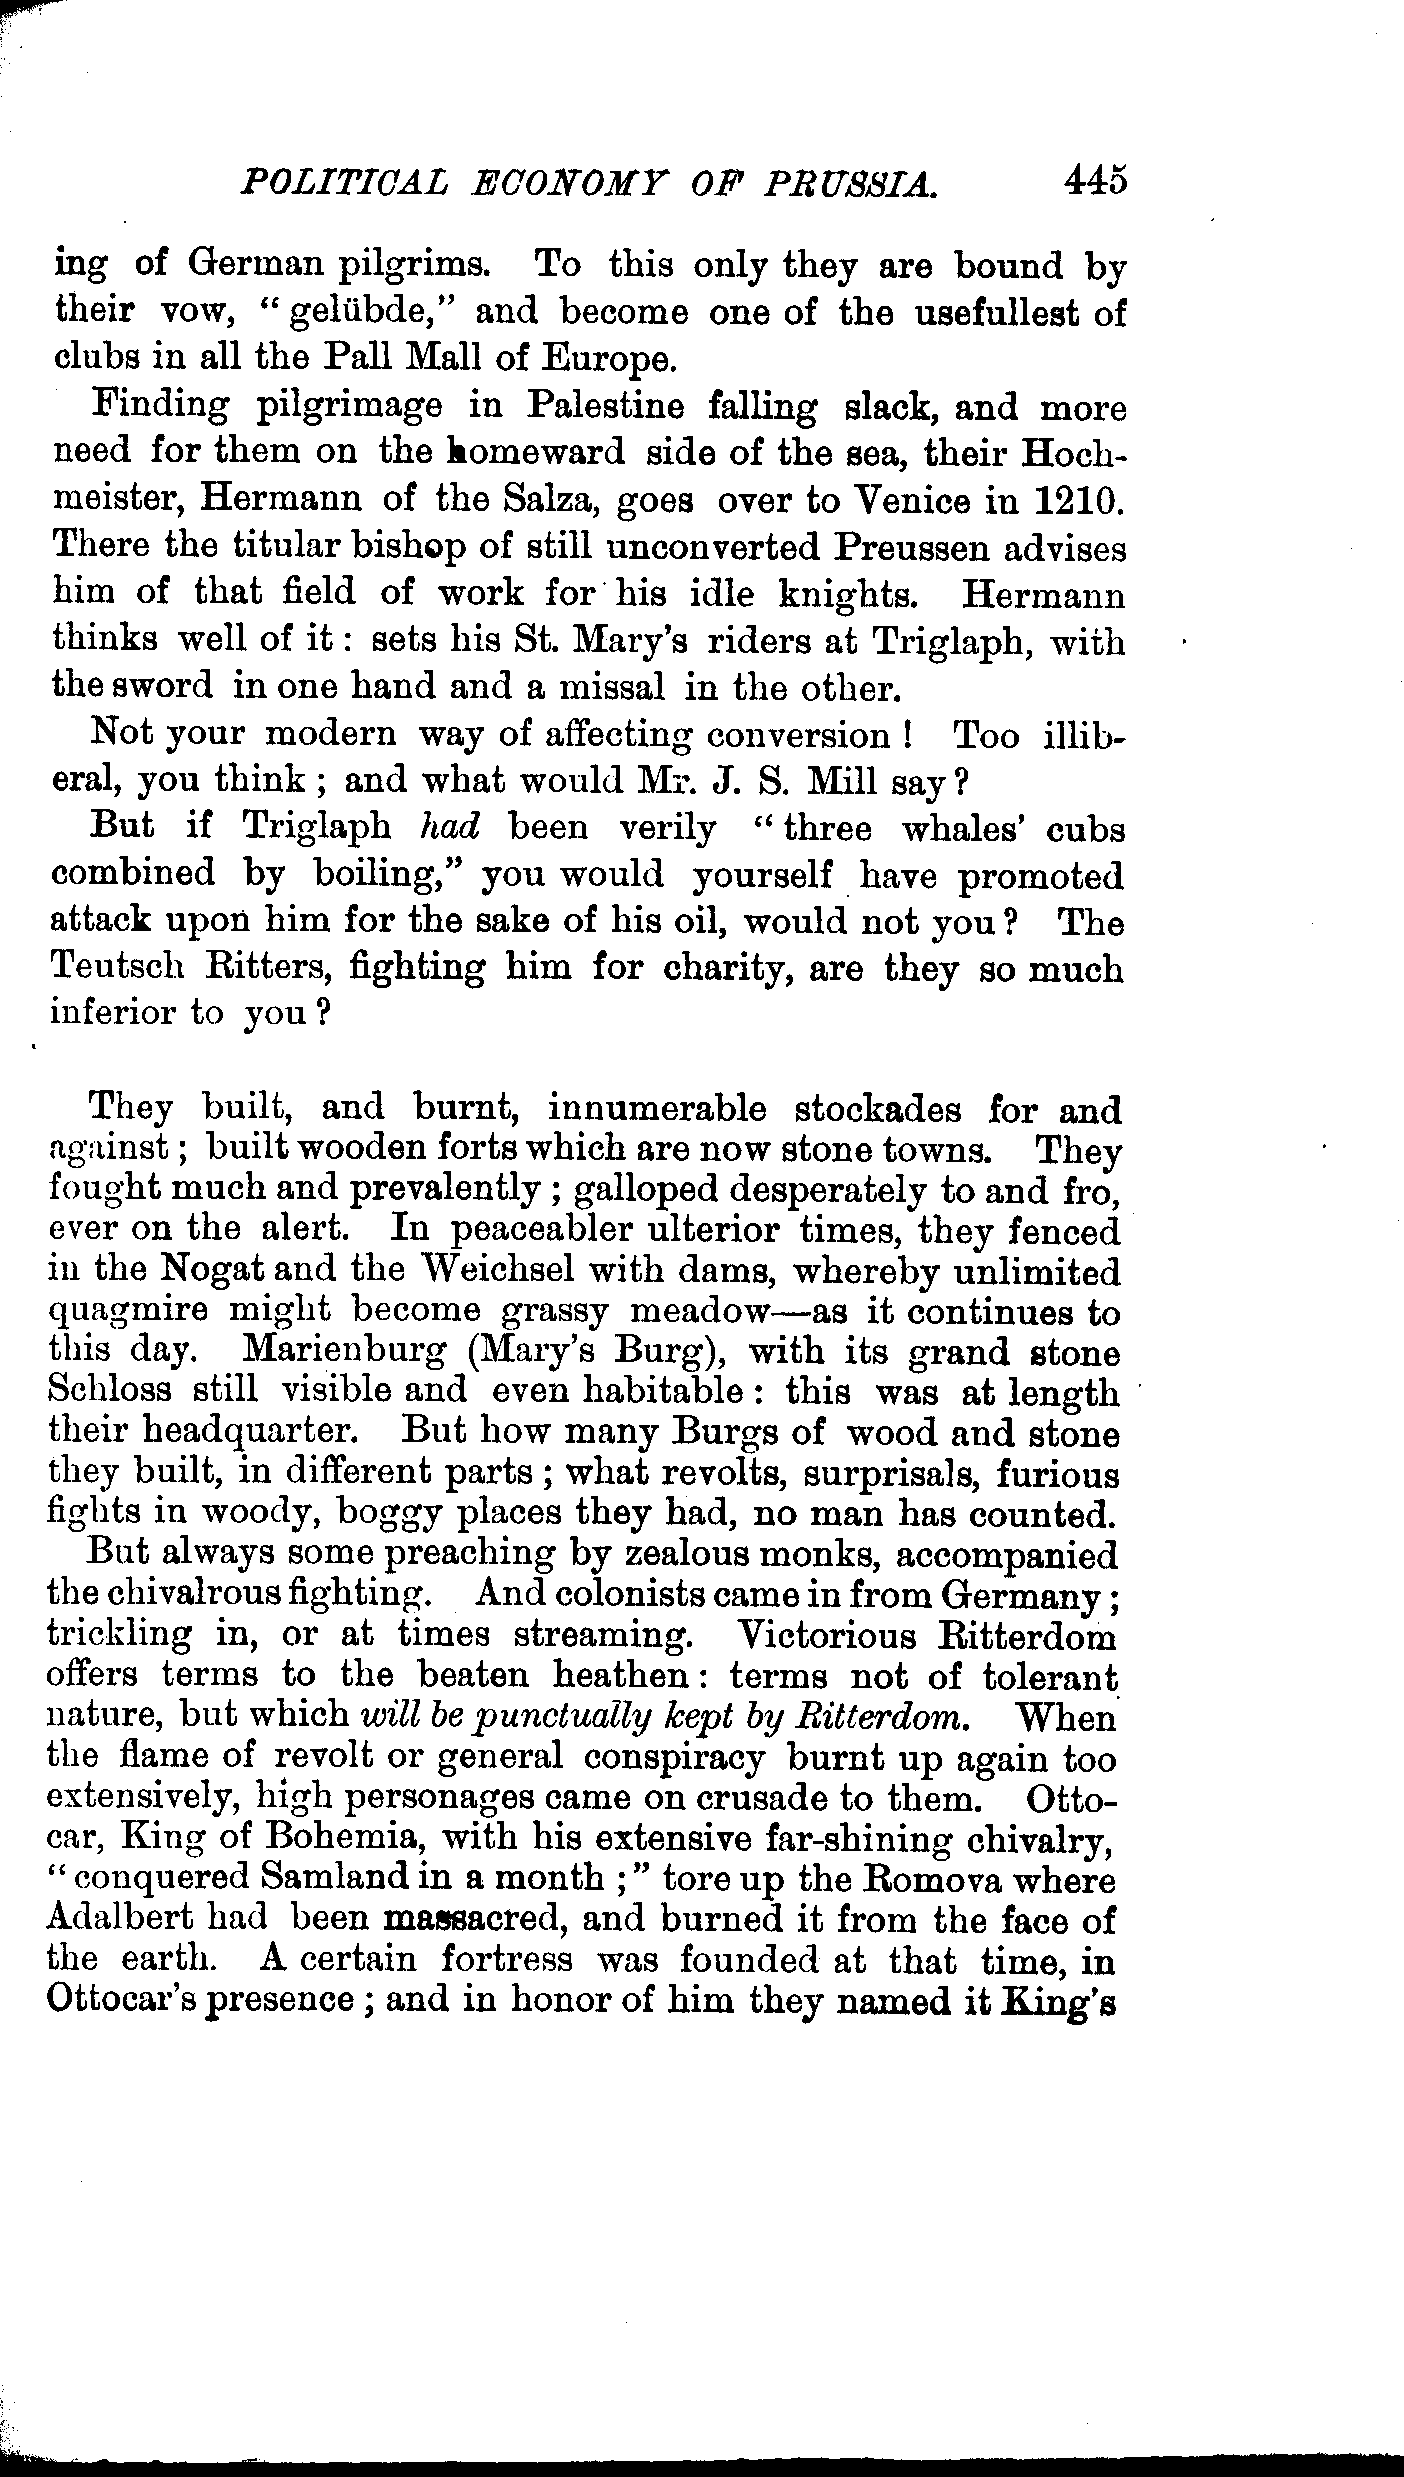 POLITICAL ECONOMY OF PRUSSIA. 445
ing of German pilgrims. To this only they are bound by
their vow, “gelübde,” and become one of the usefullest of
clubs in all the Pall Mall of Europe.
Finding pilgrimage in Palestine falling slack, and more
need for them on the homeward side of the sea, their Hoch-
meister, Hermann of the Salza, goes over to Venice in 1210.
There the titular bishop of still unconverted Preussen advises
him of that field of work for his idle knights. Hermann
thinks well of it : sets his St. Mary's riders at Triglaph, with
the sword in one hand and a missal in the other.
Not your modern way of affecting conversion ! Too illib-
eral, you think ; and what would Mr. J. S. Mill say ?
But if Triglaph had been verily “three whales' cubs
combined by boiling,” you would yourself have promoted
attack upon him for the sake of his oil, would not you ? The
Teutsch Ritters, fighting him for charity, are they so much
inferior to you ?
They built, and burnt, innumerable stockades for and
against ; built wooden forts which are now stone towns. They
fought much and prevalently ; galloped desperately to and fro,
ever on the alert. In peaceabler ulterior times, they fenced
in the Nogat and the Weichsel with dams, whereby unlimited
quagmire might become grassy meadow—as it continues to
this day. Marienburg (Mary's Burg), with its grand stone
Schloss still visible and even habitable : this was at length
their headquarter. But how many Burgs of wood and stone
they built, in different parts ; what revolts, surprisals, furious
fights in woody, boggy places they had, no man has counted.
But always some preaching by zealous monks, accompanied
the chivalrous fighting. And colonists came in from Germany ;
trickling in, or at times streaming. Victorious Ritterdom
offers terms to the beaten heathen : terms not of tolerant
nature, but which will be punctually kept by Ritterdom. When
the flame of revolt or general conspiracy burnt up again too
extensively, high personages came on crusade to them. Otto-
car, King of Bohemia, with his extensive far-shining chivalry,
“conquered Samland in a month ;” tore up the Romova where
Adalbert had been massacred, and burned it from the face of
the earth. A certain fortress was founded at that time, in
Ottocar's presence ; and in honor of him they named it King's